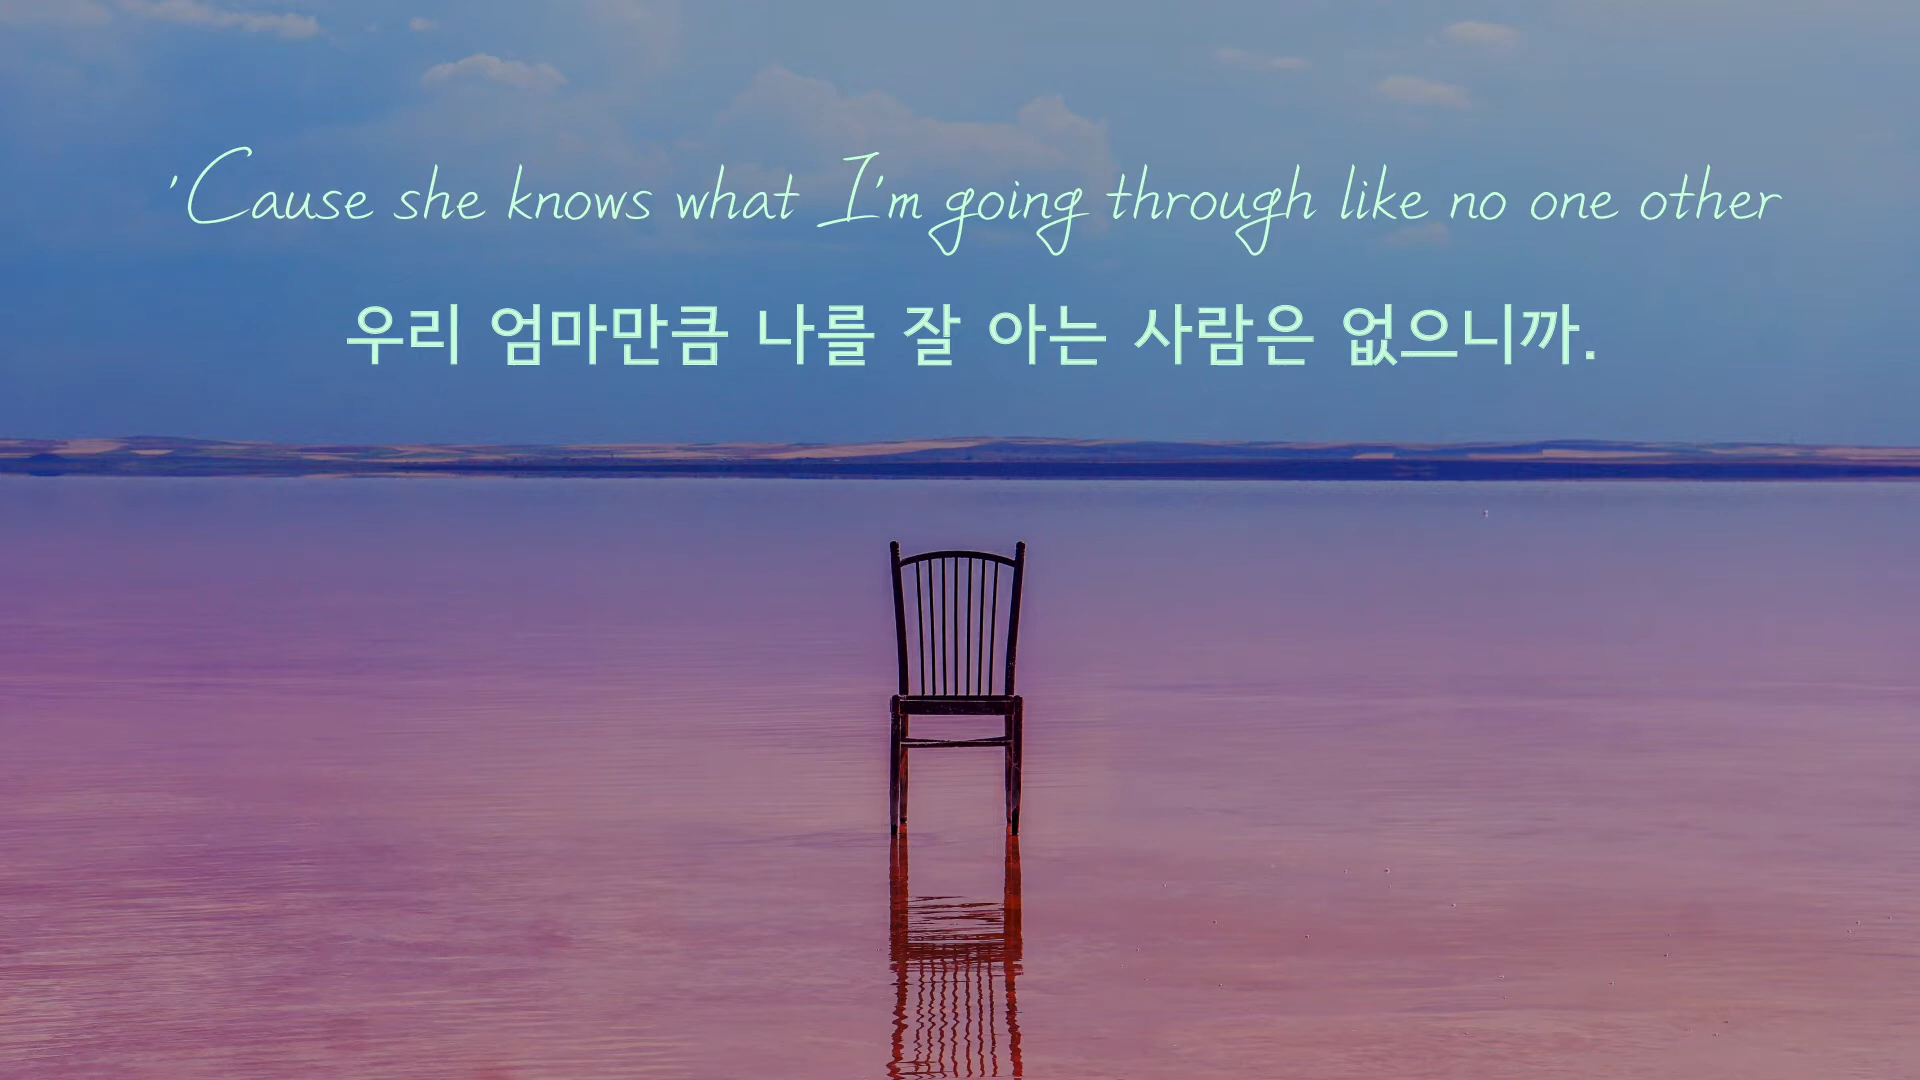 'Cause she knows what I'm going through like no one other
우리 엄마만큼 나를 잘 아는 사람은 없으니까.